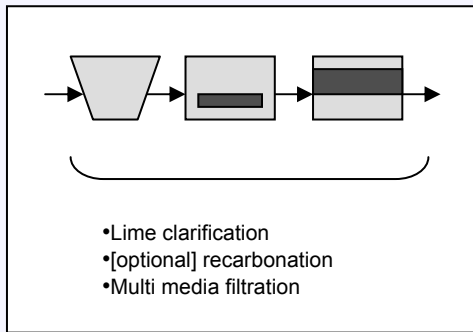 •Lime clarification
•[optional] recarbonation
•Multi media filtration